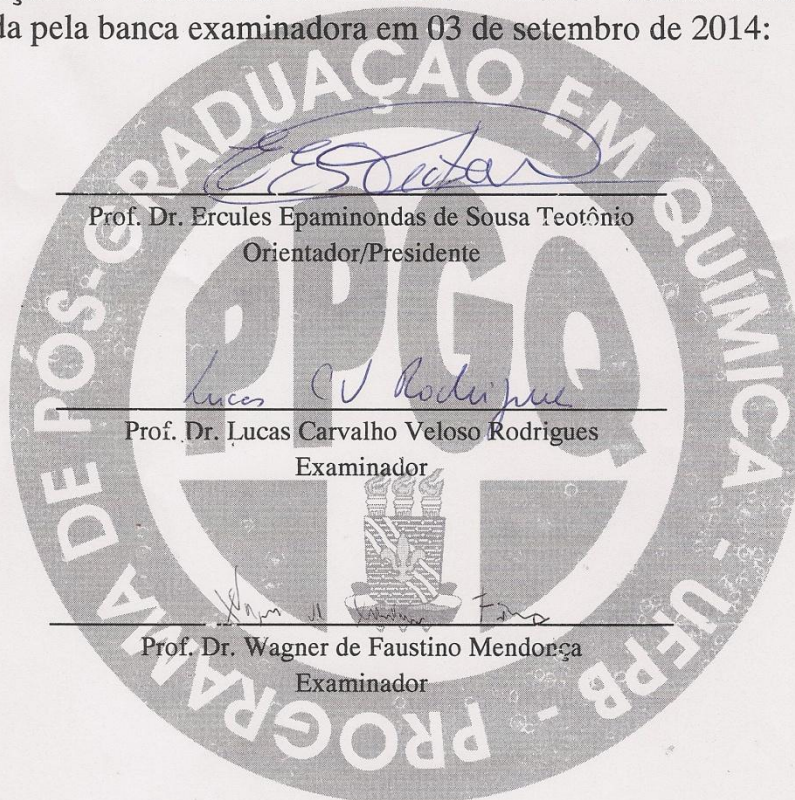 da pela banca examinadora em 03 de setembro de 2014:
PROGRAMA DE PÓS-GRADUAÇÃO EM QUÍMICA - UFPB -
PPGQ
Prof. Dr. Ercules Epaminondas de Sousa Teotônio
Orientador/Presidente
Lucas CV Rodrigues
Prof. Dr. Lucas Carvalho Veloso Rodrigues
Examinador
Prof. Dr. Wagner de Faustino Mendonça
Examinador